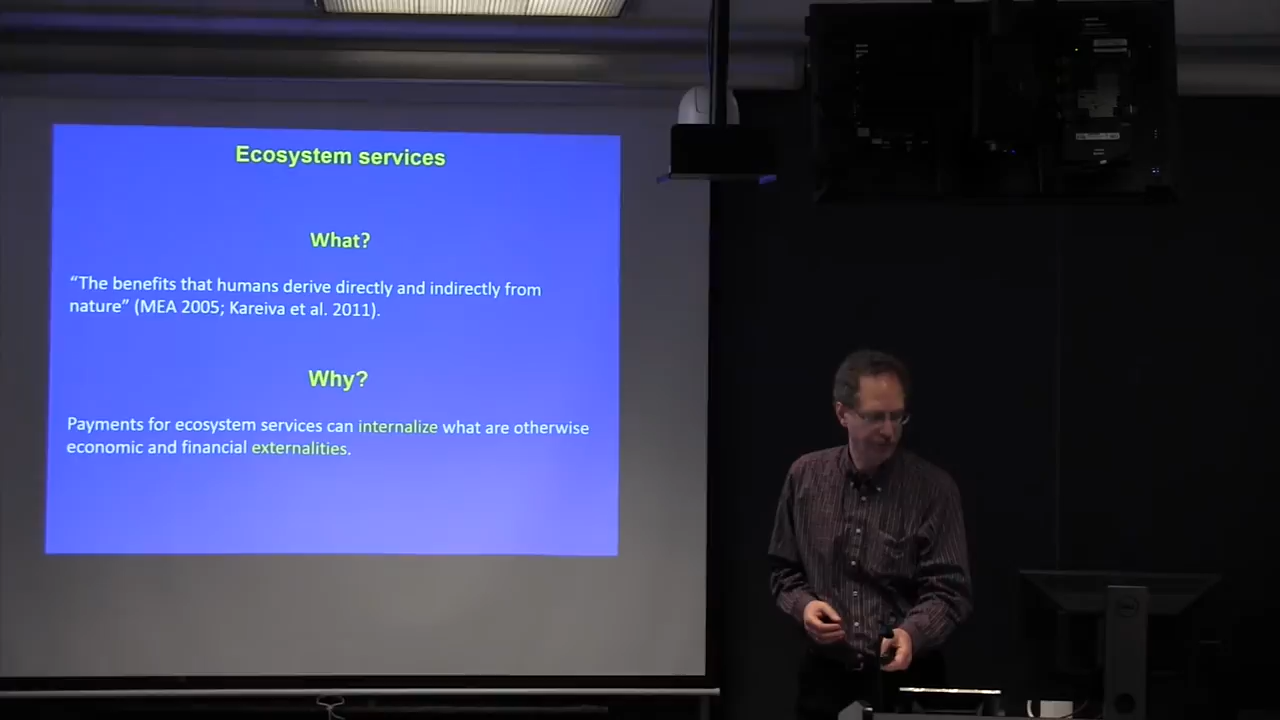 Ecosystem services
What?
“The benefits that humans derive directly and indirectly from
nature” (MEA 2005; Kareiva et al. 2011).
Why?
Payments for ecosystem services can internalize what are otherwise
economic and financial externalities.